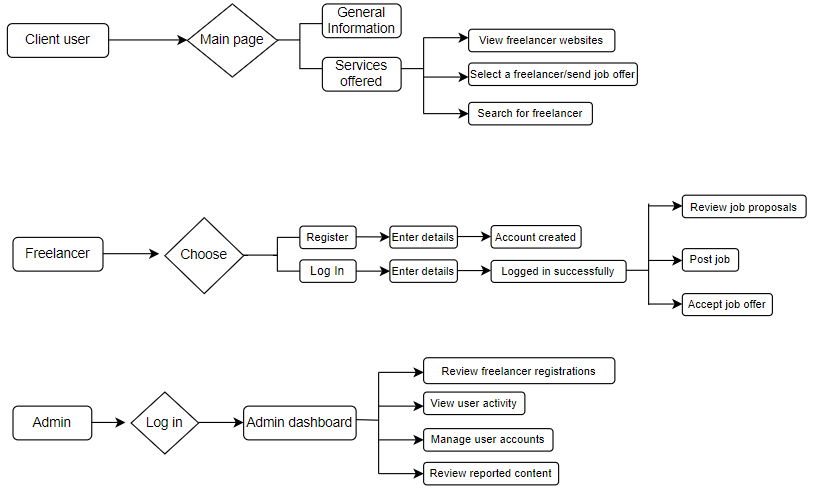 Client user
Main page
General
Information
Services
offered
View freelancer websites
Select a freelancer/send job offer
Search for freelancer
Freelancer
Choose
Register
Enter details
Account created
Log In
Enter details
Logged in successfully
Review job proposals
Post job
Accept job offer
Admin
Log in
Admin dashboard
Review freelancer registrations
View user activity
Manage user accounts
Review reported content